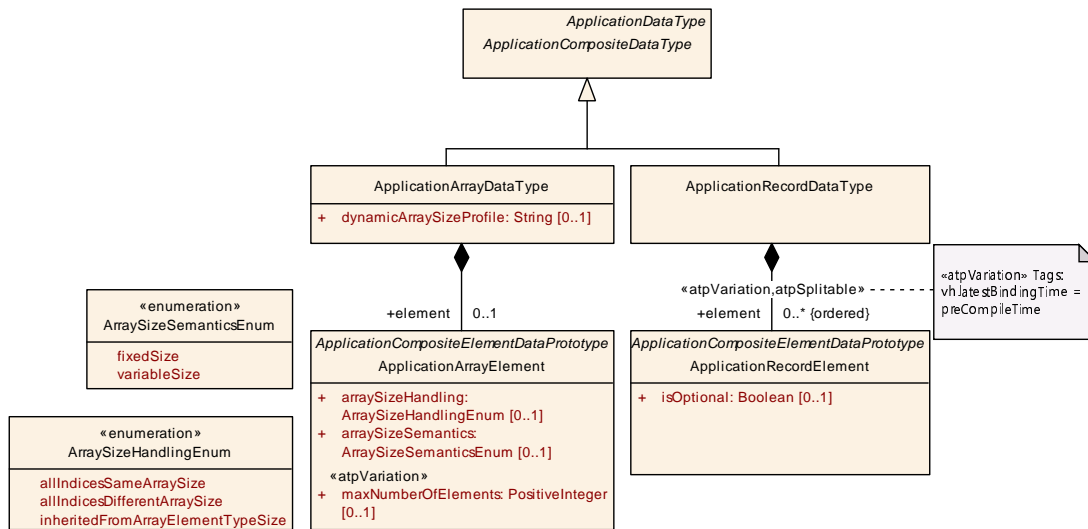 ApplicationDataType
ApplicationCompositeDataType
ApplicationArrayDataType
+ dynamicArraySizeProfile: String [0..1]
ApplicationRecordDataType
«atpVariation,atpSplitable»
+element 0..1
+element 0..* {ordered}
«atpVariation» Tags:
vh.latestBindingTime =
preCompileTime
«enumeration»
ArraySizeSemanticsEnum
fixedSize
variableSize
ApplicationCompositeElementDataPrototype
ApplicationArrayElement
+ arraySizeHandling:
ArraySizeHandlingEnum [0..1]
+ arraySizeSemantics:
ArraySizeSemanticsEnum [0..1]
«atpVariation»
+ maxNumberOfElements: PositiveInteger
[0..1]
ApplicationCompositeElementDataPrototype
ApplicationRecordElement
+ isOptional: Boolean [0..1]
«enumeration»
ArraySizeHandlingEnum
allIndicesSameArraySize
allIndicesDifferentArraySize
inheritedFromArrayElementTypeSize